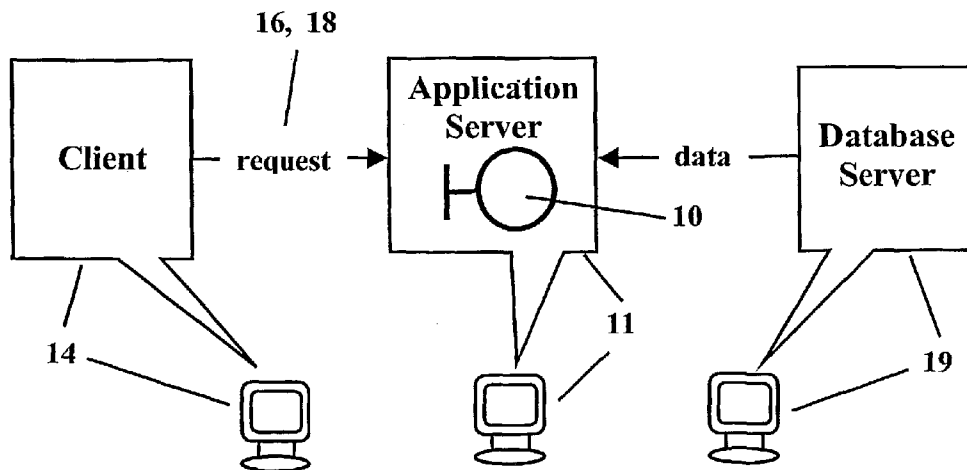 16, 18
Application
Server
Client
request
data
Database
Server
10
11
14
19